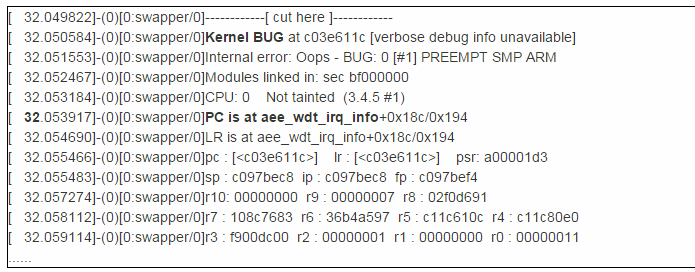 [   32.049822]-(0)[0:swapper/0]------------[ cut here ]------------
[   32.050584]-(0)[0:swapper/0]Kernel BUG at c03e611c [verbose debug info unavailable]
[   32.051553]-(0)[0:swapper/0]Internal error: Oops - BUG: 0 [#1] PREEMPT SMP ARM
[   32.052467]-(0)[0:swapper/0]Modules linked in: sec bf000000
[   32.053184]-(0)[0:swapper/0]CPU: 0    Not tainted  (3.4.5 #1)
[   32.053917]-(0)[0:swapper/0]PC is at aee_wdt_irq_info+0x18c/0x194
[   32.054690]-(0)[0:swapper/0]LR is at aee_wdt_irq_info+0x18c/0x194
[   32.055466]-(0)[0:swapper/0]pc : [<c03e611c>]    lr : [<c03e611c>]    psr: a00001d3
[   32.055483]-(0)[0:swapper/0]sp : c097bec8  ip : c097bec8  fp : c097bef4
[   32.057274]-(0)[0:swapper/0]r10: 00000000  r9 : 00000007  r8 : 02f0d691
[   32.058112]-(0)[0:swapper/0]r7 : 108c7683  r6 : 36b4a597  r5 : c11c610c  r4 : c11c80e0
[   32.059114]-(0)[0:swapper/0]r3 : f900dc00  r2 : 00000001  r1 : 00000000  r0 : 00000011
......